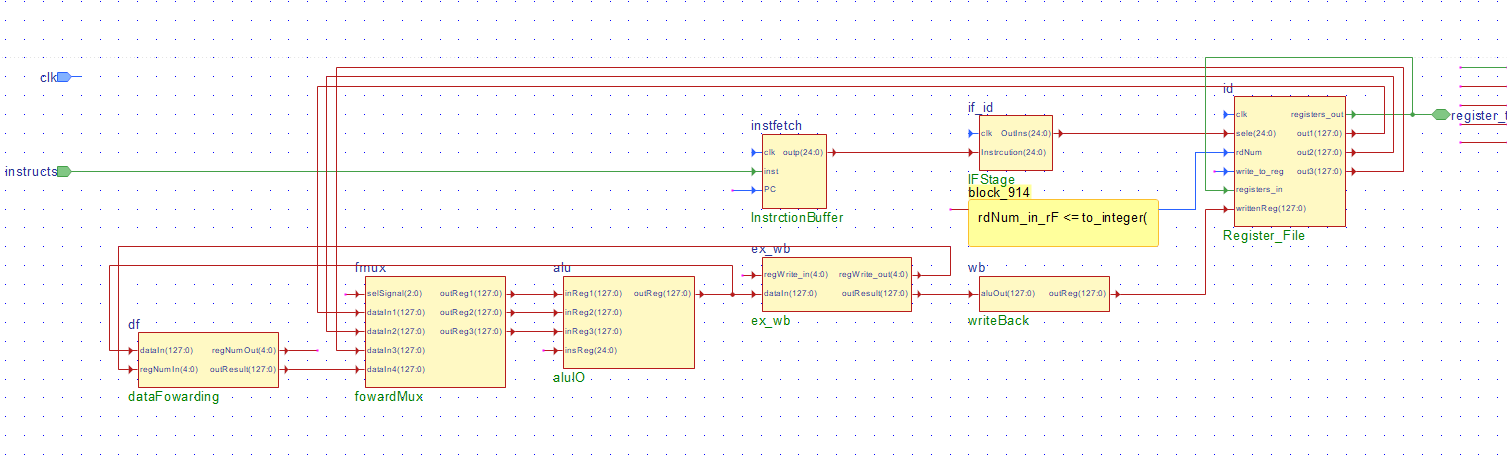 clk
instructs
instfetch
clk outp(24:0)
inst
PC
InstrctionBuffer
if_id
clk OutIns(24:0)
Instrcution(24:0)
IFStage
block_914
rdNum_in_rF <= to_integer(
id
clk registers_out
sele(24:0) out1(127:0)
rdNum out2(127:0)
write_to_reg out3(127:0)
registers_in
writtenReg(127:0)
Register_File
df
dataIn(127:0) regNumOut(4:0)
regNumIn(4:0) outResult(127:0)
dataFowarding
fmux
selSignal(2:0) outReg1(127:0)
dataIn1(127:0) outReg2(127:0)
dataIn2(127:0) outReg3(127:0)
dataIn3(127:0)
dataIn4(127:0)
fowardMux
alu
inReg1(127:0) outReg(127:0)
inReg2(127:0)
inReg3(127:0)
insReg(24:0)
aluIO
ex_wb
regWrite_in(4:0) regWrite_out(4:0)
dataIn(127:0) outResult(127:0)
ex_wb
wb
aluOut(127:0) outReg(127:0)
writeBack